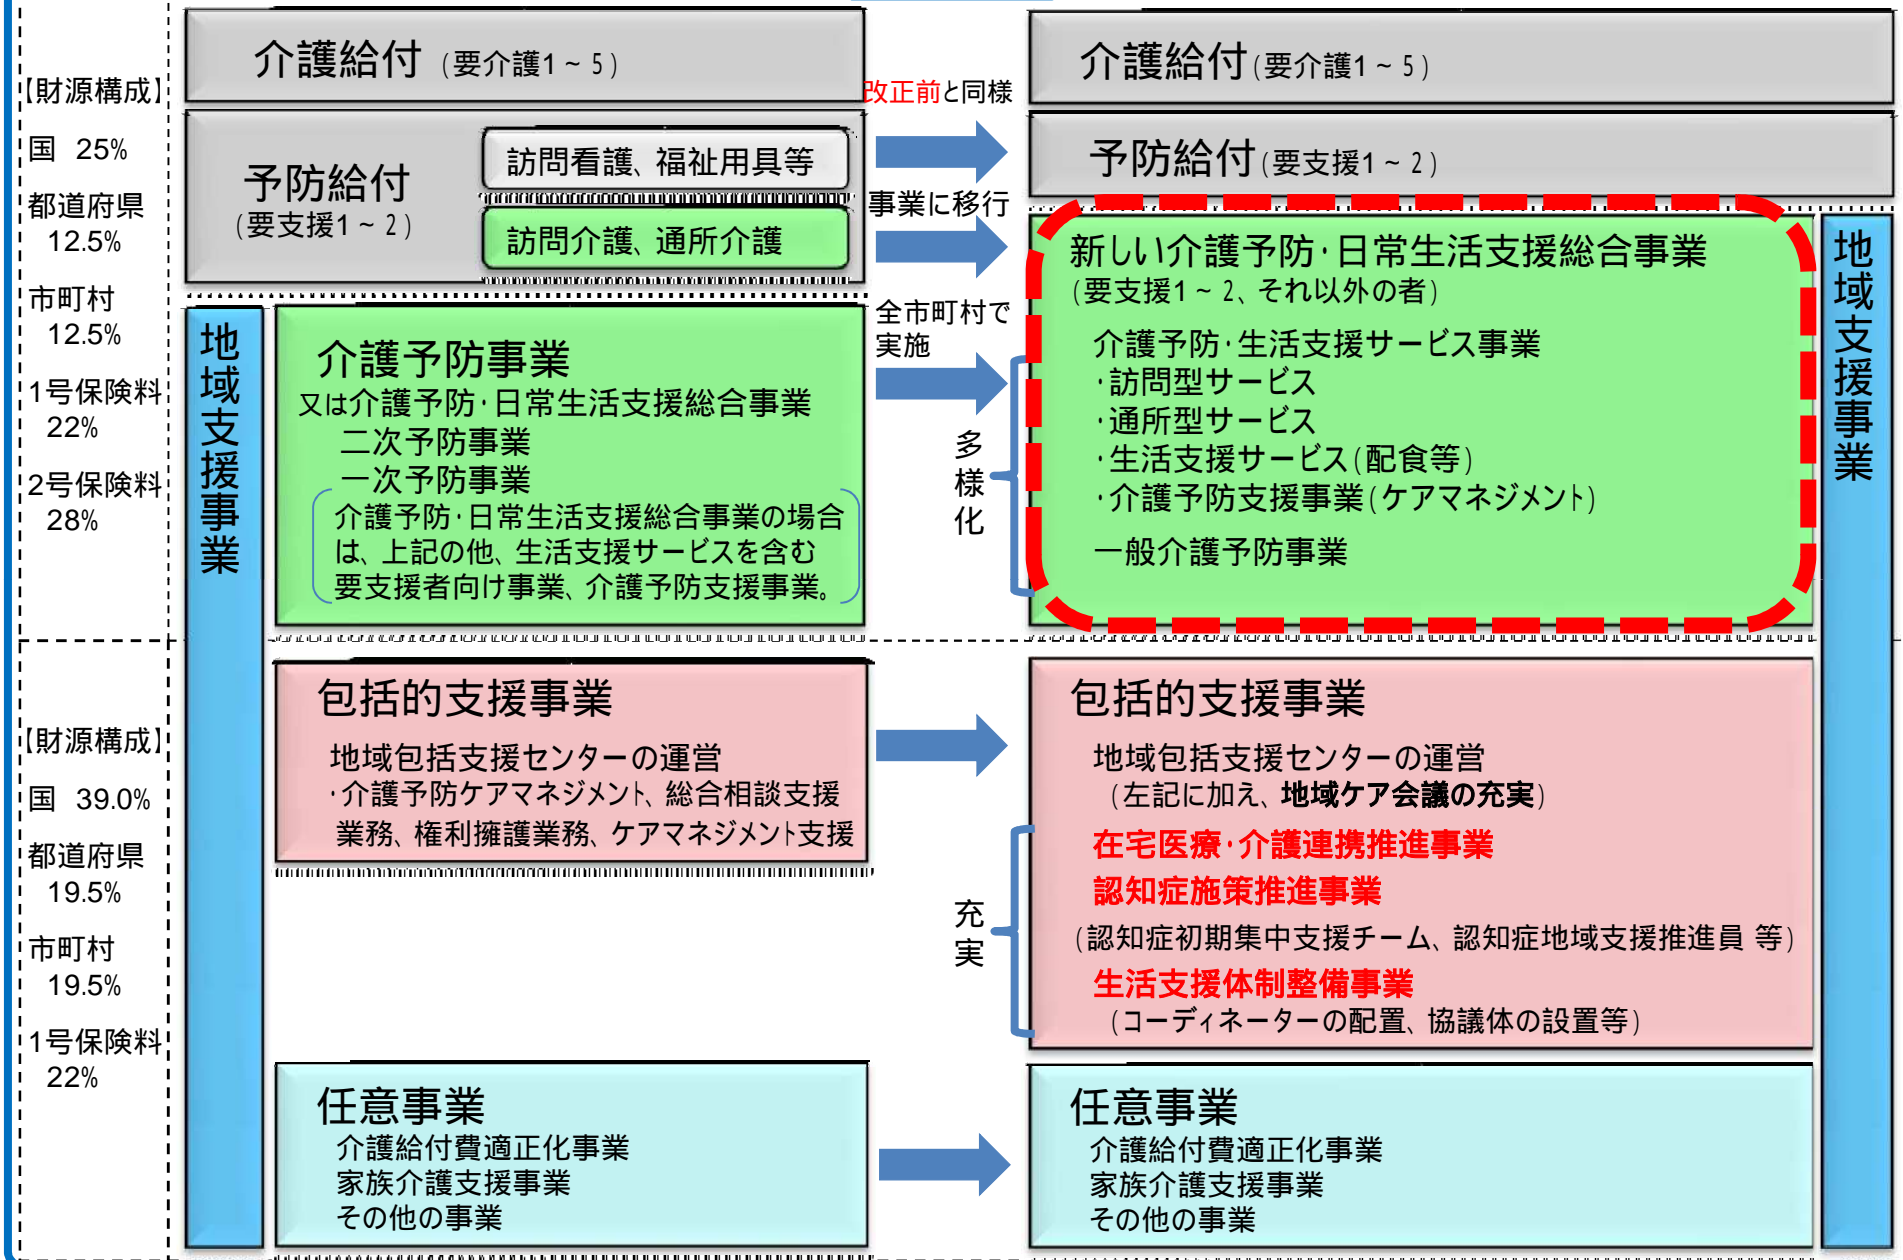 【財源構成】
国 25%
都道府県
12.5%
市町村
12.5%
1号保険料
22%
2号保険料
28%
【財源構成】
国 39.0%
都道府県
19.5%
市町村
19.5%
1号保険料
22%
介護給付 (要介護1～5)
予防給付
(要支援1～2)
訪問看護、福祉用具等
訪問介護、通所介護
地域支援事業
介護予防事業
又は介護予防・日常生活支援総合事業
二次予防事業
一次予防事業
介護予防・日常生活支援総合事業の場合
は、上記の他、生活支援サービスを含む
要支援者向け事業、介護予防支援事業。
包括的支援事業
地域包括支援センターの運営
・介護予防ケアマネジメント、総合相談支援
業務、権利擁護業務、ケアマネジメント支援
任意事業
介護給付費適正化事業
家族介護支援事業
その他の事業
改正前と同様
事業に移行
全市町村で
実施
多様化
充実
介護給付(要介護1～5)
予防給付(要支援1～2)
新しい介護予防・日常生活支援総合事業
(要支援1～2、それ以外の者)
介護予防・生活支援サービス事業
・訪問型サービス
・通所型サービス
・生活支援サービス(配食等)
・介護予防支援事業(ケアマネジメント)
一般介護予防事業
包括的支援事業
地域包括支援センターの運営
(左記に加え、地域ケア会議の充実)
在宅医療・介護連携推進事業
認知症施策推進事業
(認知症初期集中支援チーム、認知症地域支援推進員 等)
生活支援体制整備事業
(コーディネーターの配置、協議体の設置等)
任意事業
介護給付費適正化事業
家族介護支援事業
その他の事業
地域支援事業